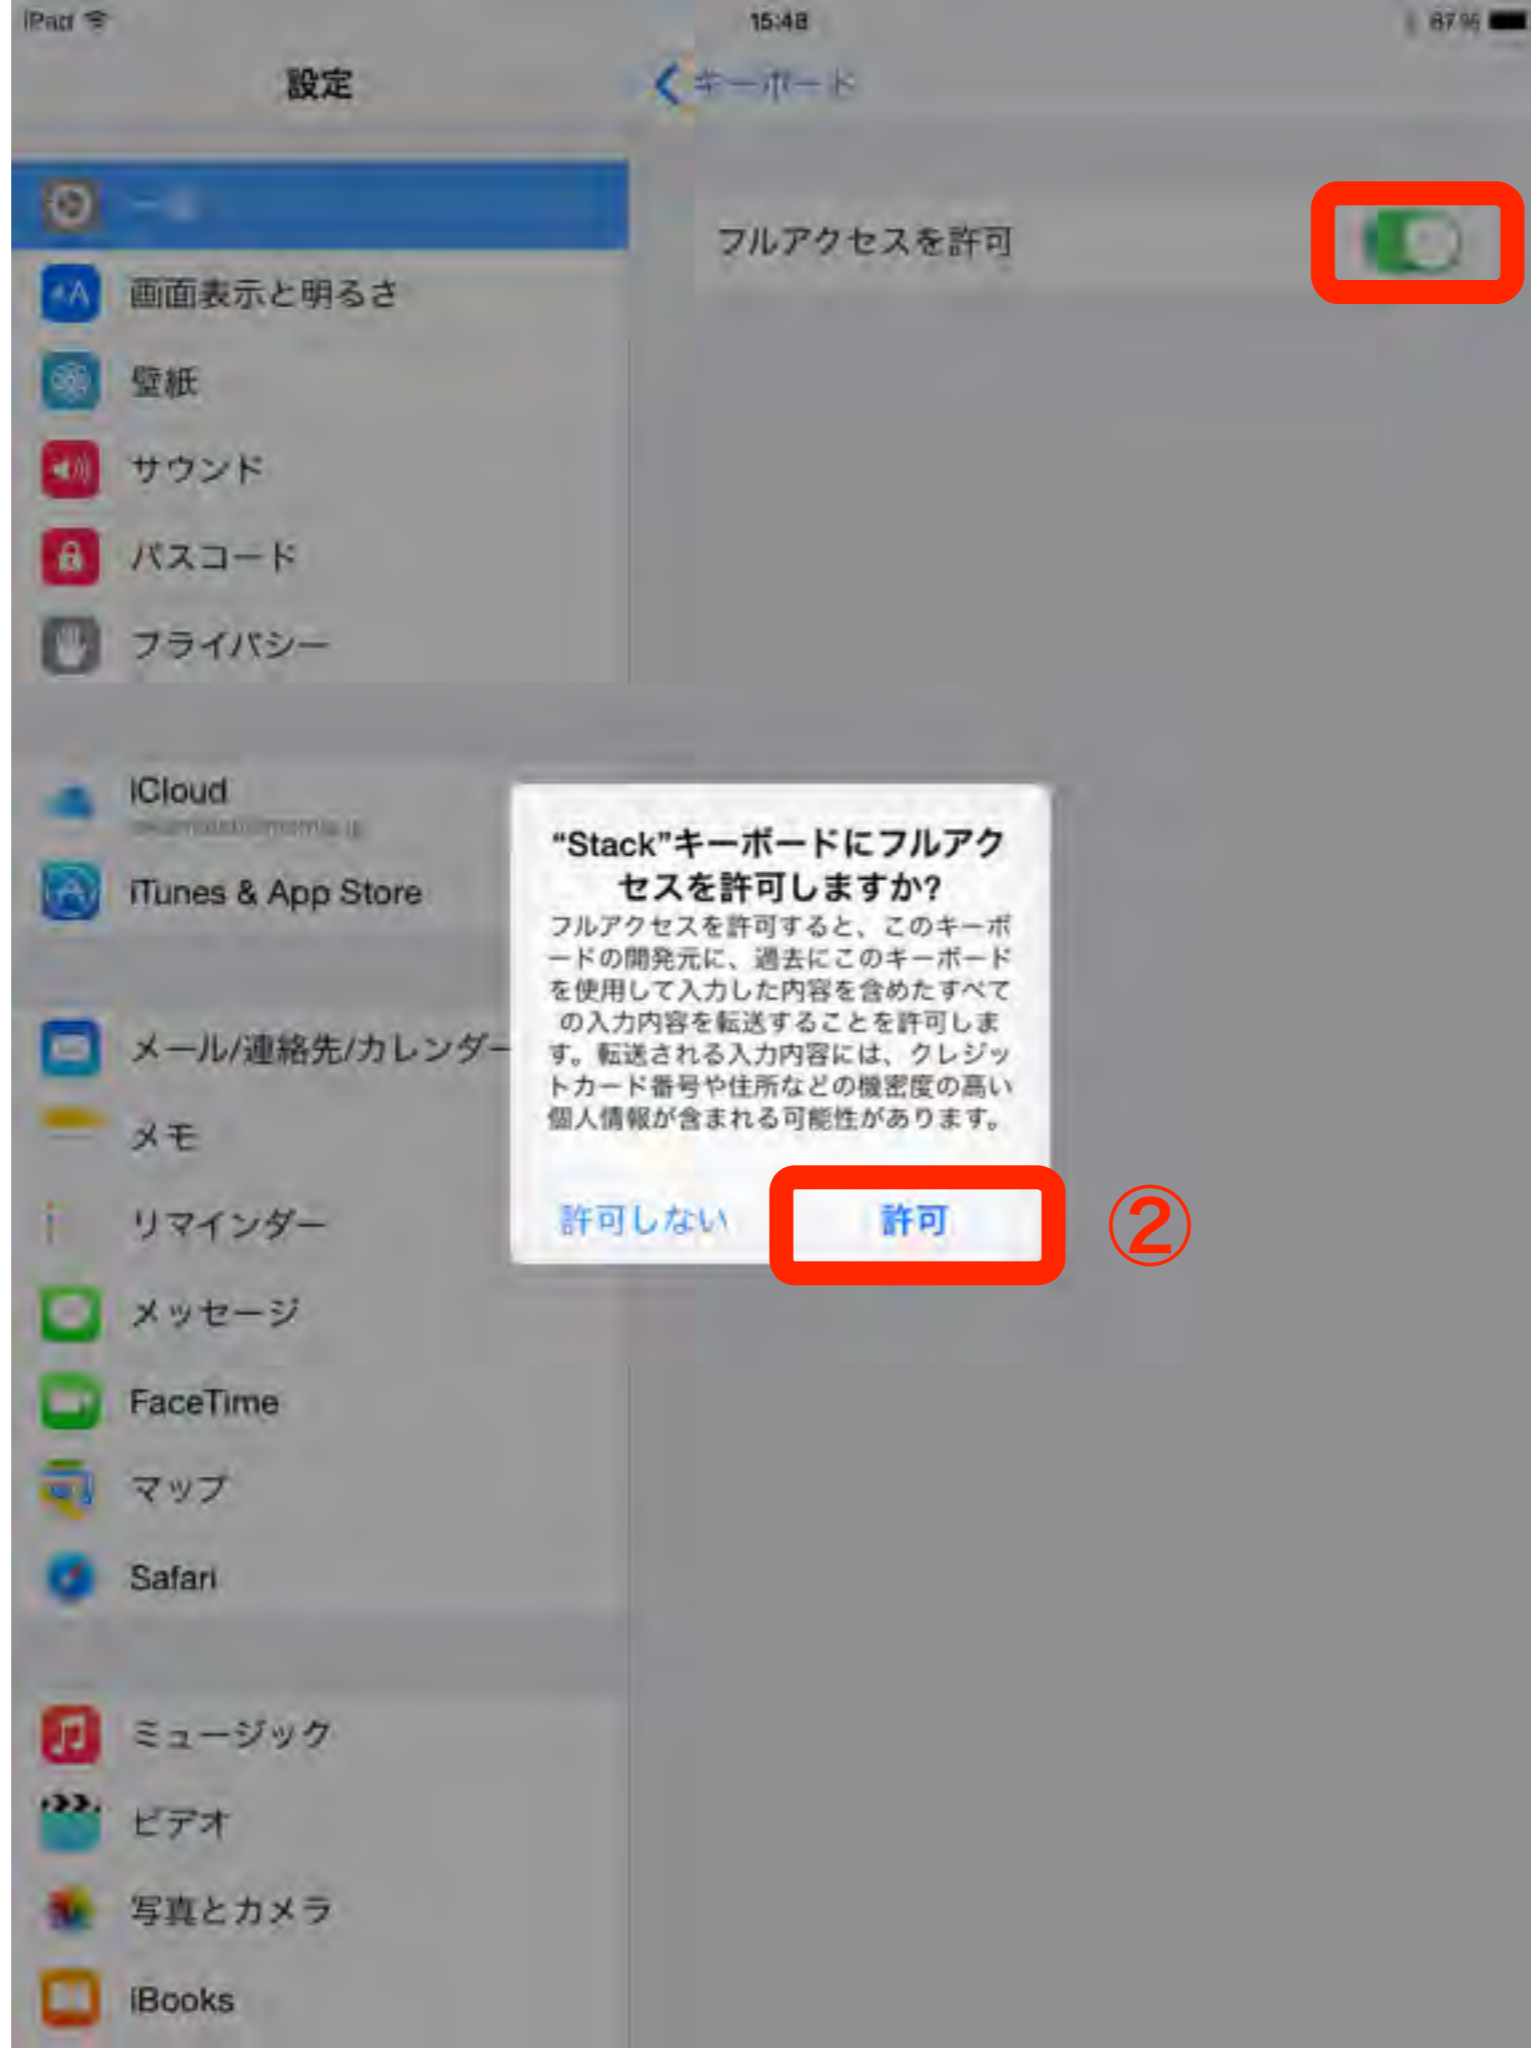 iPad
15:48
67%
設定
キーボード
フルアクセスを許可
画面表示と明るさ
壁紙
サウンド
パスコード
プライバシー
iCloud
iTunes & App Store
メール/連絡先/カレンダー
メモ
リマインダー
メッセージ
FaceTime
マップ
Safari
ミュージック
ビデオ
写真とカメラ
iBooks
“Stack”キーボードにフルアク
セスを許可しますか?
フルアクセスを許可すると、このキーボ
ードの開発元に、過去にこのキーボード
を使用して入力した内容を含めたすべて
の入力内容を転送することを許可しま
す。転送される入力内容には、クレジッ
トカード番号や住所などの機密度の高い
個人情報が含まれる可能性があります。
許可しない
許可
②